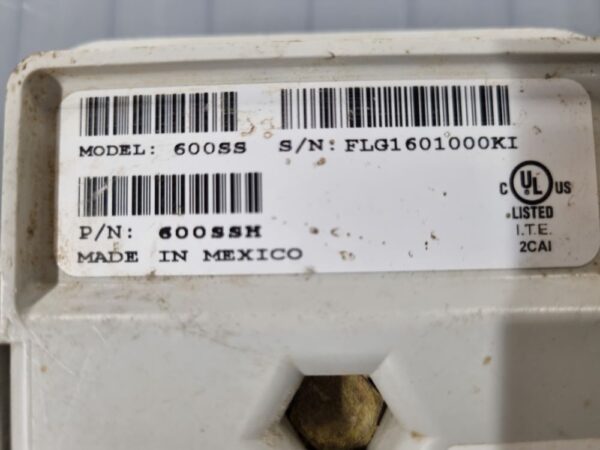 MODEL: 600SS S/N: FLG1601000KI
P/N: 600SSH
MADE IN MEXICO
C UL US
LISTED
I.T.E.
2CAI